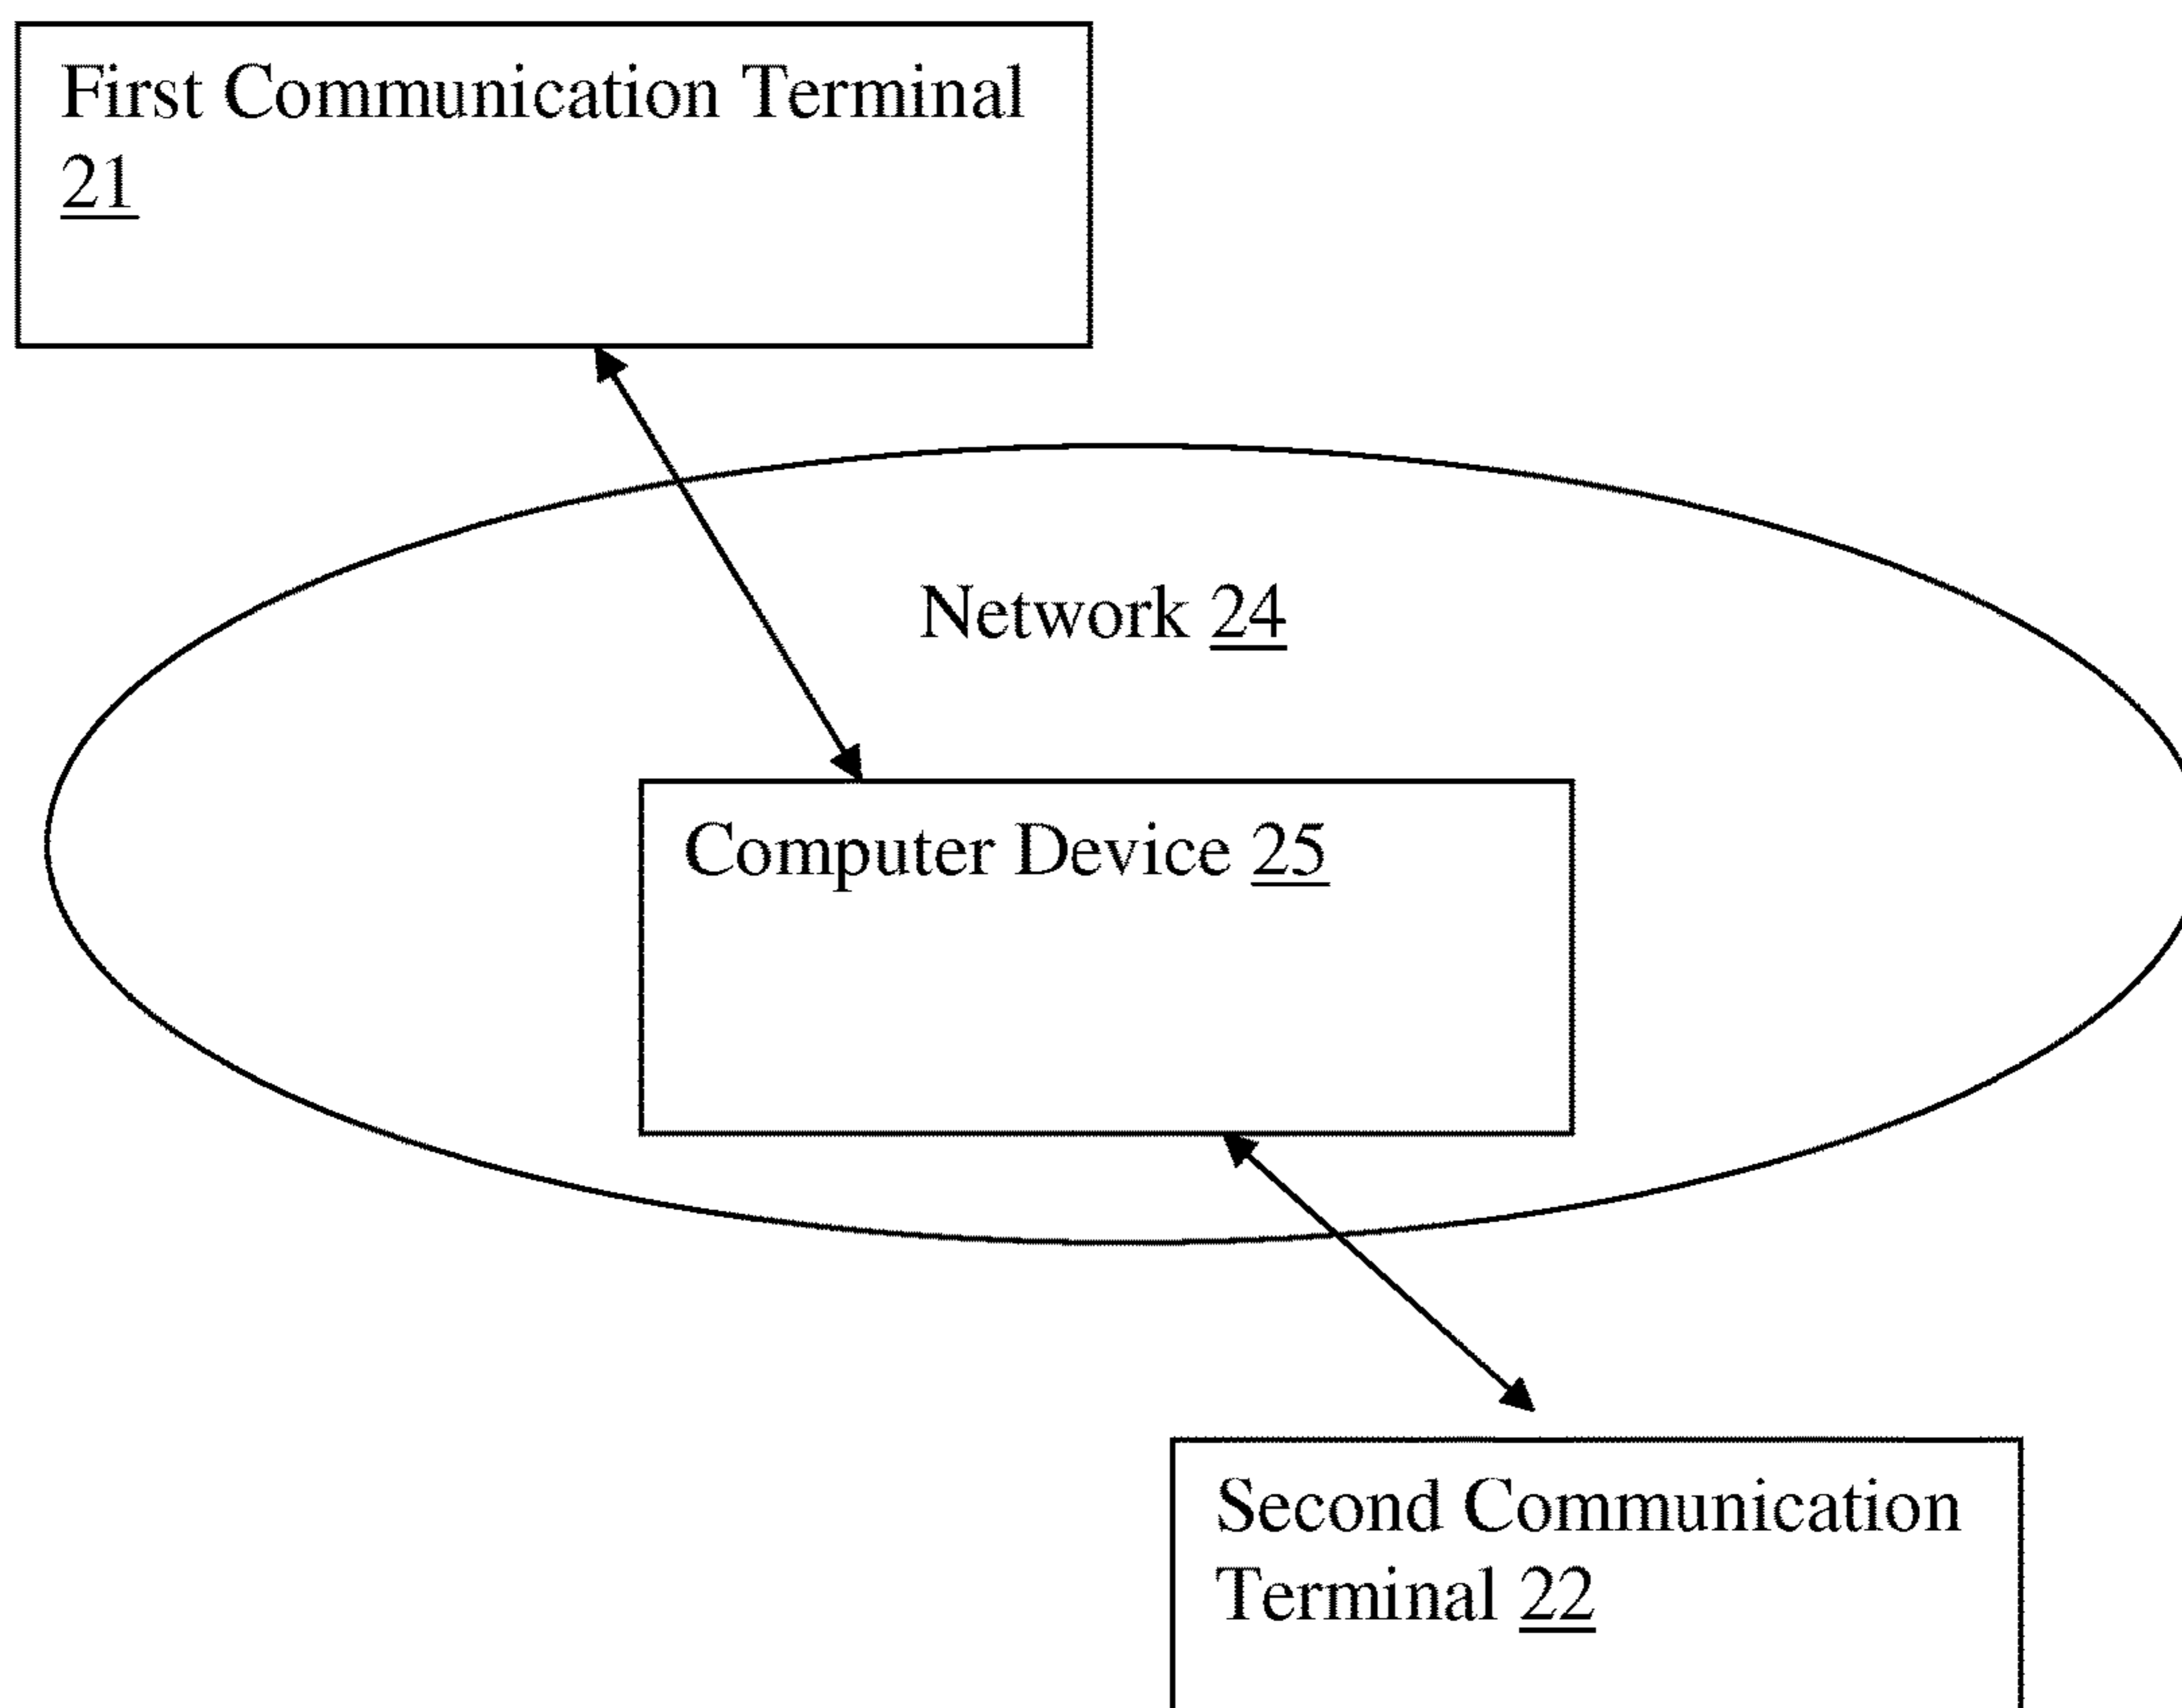 First Communication Terminal
21
Network 24
Computer Device 25
Second Communication
Terminal 22